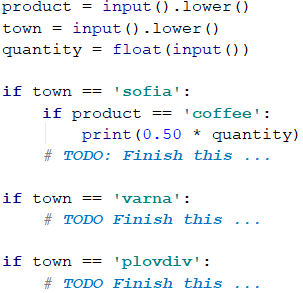 product = input().lower()
town = input().lower()
quantity = float(input())

if town == 'sofia':
    if product == 'coffee':
        print(0.50 * quantity)
    # TODO: Finish this ...

if town == 'varna':
    # TODO Finish this ...

if town == 'plovdiv':
    # TODO Finish this ...